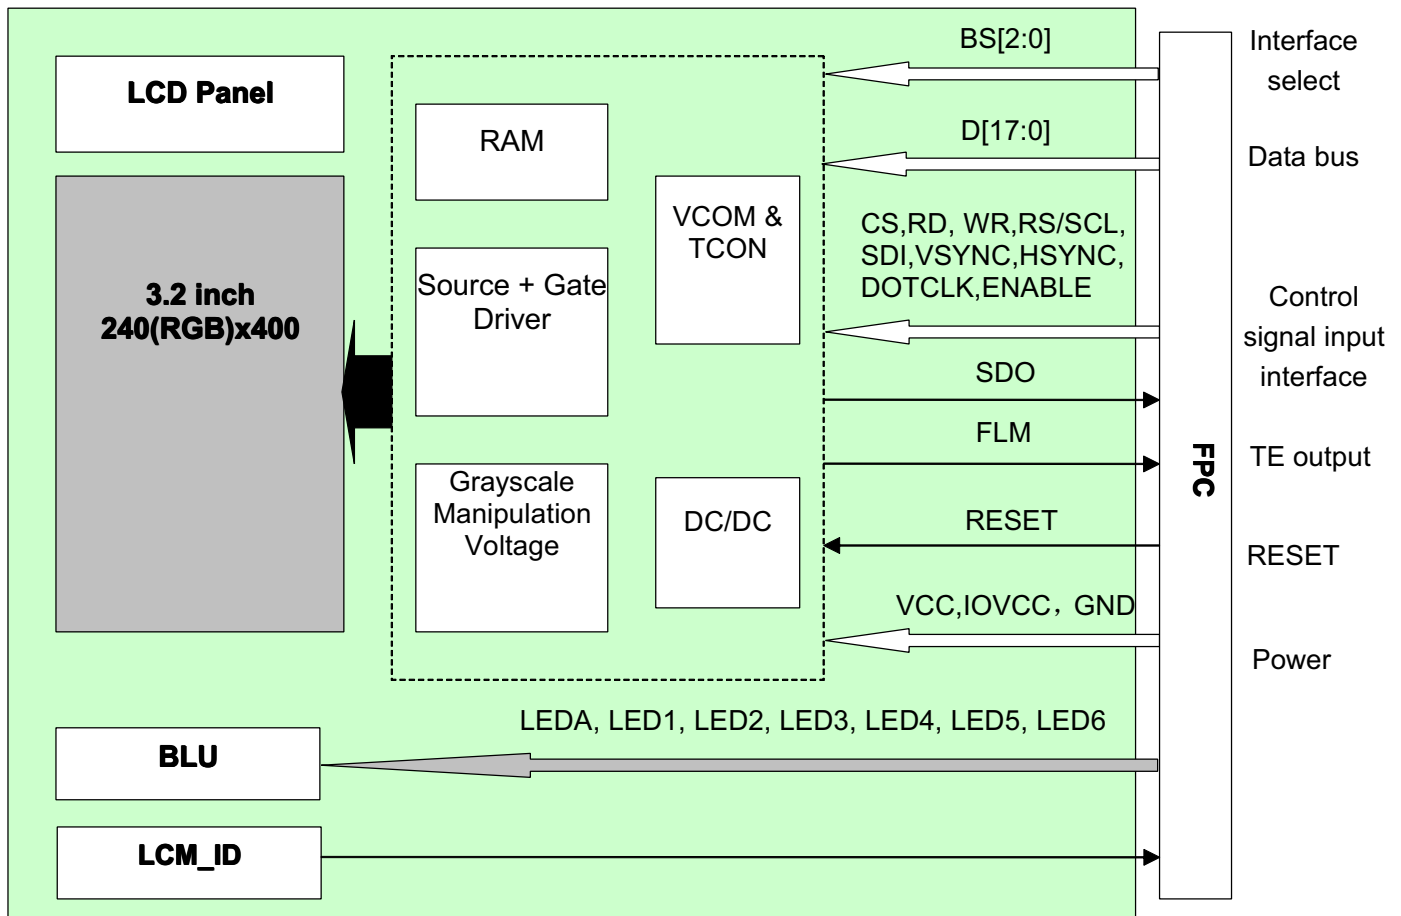 BS[2:0]
Interface
select
LCD Panel
RAM
D[17:0]
Data bus
VCOM &
TCON
CS,RD, WR,RS/SCL,
SDI,VSYNC,HSYNC,
DOTCLK,ENABLE
Control
signal input
interface
3.2 inch
240(RGB)x400
Source + Gate
Driver
SDO
FLM
FPC
TE output
Grayscale
Manipulation
Voltage
DC/DC
RESET
RESET
VCC,IOVCC，GND
Power
LEDA, LED1, LED2, LED3, LED4, LED5, LED6
BLU
LCM_ID